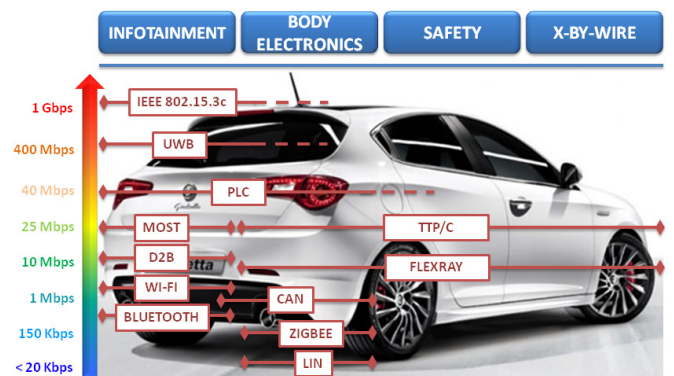 INFOTAINMENT
BODY
ELECTRONICS
SAFETY
X-BY-WIRE
1 Gbps
IEEE 802.15.3c
400 Mbps
UWB
40 Mbps
PLC
Giulietta
25 Mbps
MOST
TTP/C
10 Mbps
D2B
etta
FLEXRAY
1 Mbps
WI-FI
CAN
BLUETOOTH
150 Kbps
ZIGBEE
< 20 Kbps
LIN